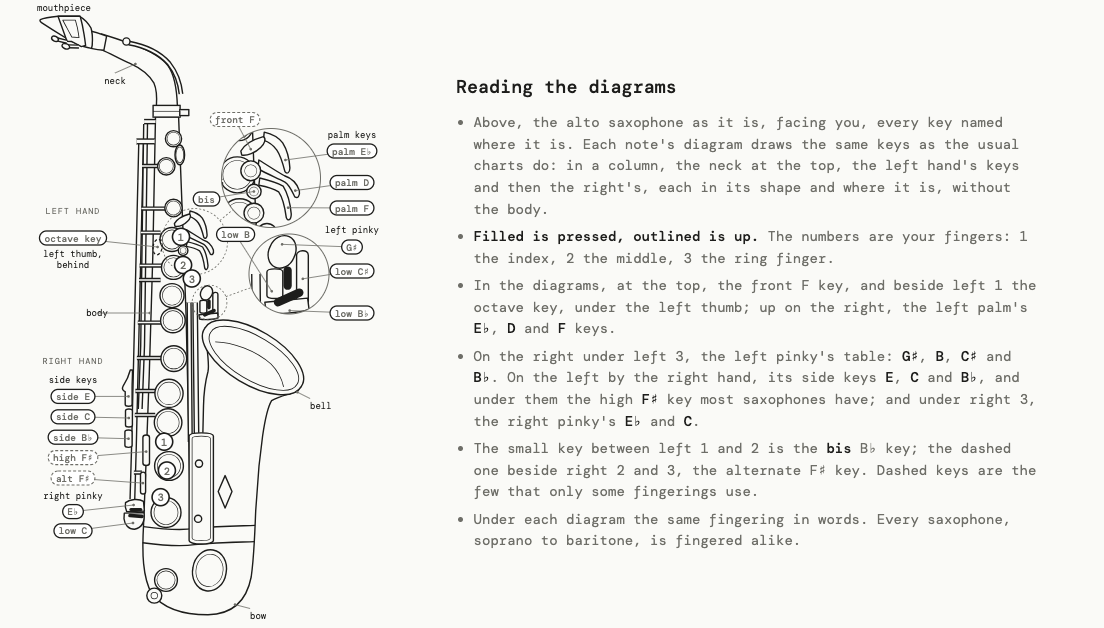 mouthpiece
neck
front F
palm keys
palm E♭
palm D
bis
palm F
LEFT HAND
left pinky
low B
octave key
G♯
left thumb,
behind
low C♯
1
2
3
body
low B♭
RIGHT HAND
side keys
side E
side C
bell
side B♭
1
high F♯
2
alt F♯
right pinky
3
E♭
low C
bow
Reading the diagrams
• Above, the alto saxophone as it is, facing you, every key named
where it is. Each note's diagram draws the same keys as the usual
charts do: in a column, the neck at the top, the left hand's keys
and then the right's, each in its shape and where it is, without
the body.
• Filled is pressed, outlined is up. The numbers are your fingers: 1
the index, 2 the middle, 3 the ring finger.
• In the diagrams, at the top, the front F key, and beside left 1 the
octave key, under the left thumb; up on the right, the left palm's
E♭, D and F keys.
• On the right under left 3, the left pinky's table: G♯, B, C♯ and
B♭. On the left by the right hand, its side keys E, C and B♭, and
under them the high F♯ key most saxophones have; and under right 3,
the right pinky's E♭ and C.
• The small key between left 1 and 2 is the bis B♭ key; the dashed
one beside right 2 and 3, the alternate F♯ key. Dashed keys are the
few that only some fingerings use.
• Under each diagram the same fingering in words. Every saxophone,
soprano to baritone, is fingered alike.